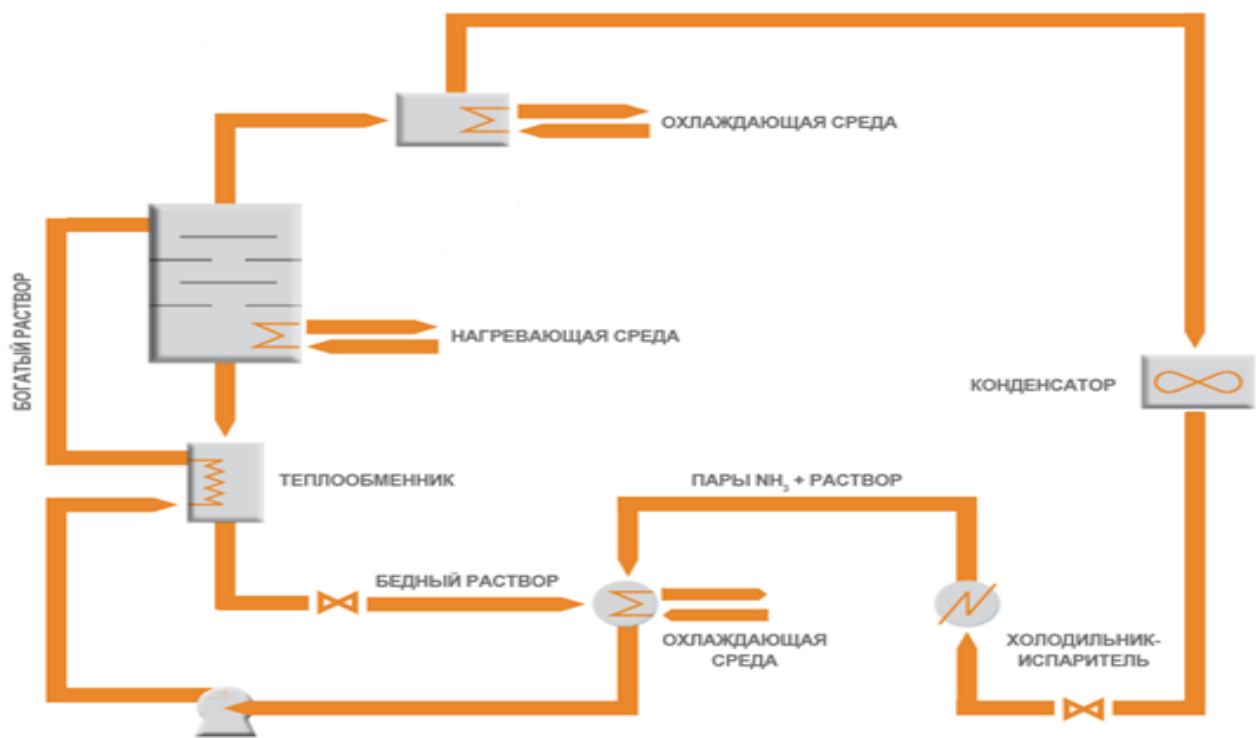 ОХЛАЖДАЮЩАЯ СРЕДА
БОГАТЫЙ РАСТВОР
НАГРЕВАЮЩАЯ СРЕДА
КОНДЕНСАТОР
ТЕПЛООБМЕННИК
ПАРЫ NH₃ + РАСТВОР
БЕДНЫЙ РАСТВОР
ОХЛАЖДАЮЩАЯ
СРЕДА
ХОЛОДИЛЬНИК-
ИСПАРИТЕЛЬ